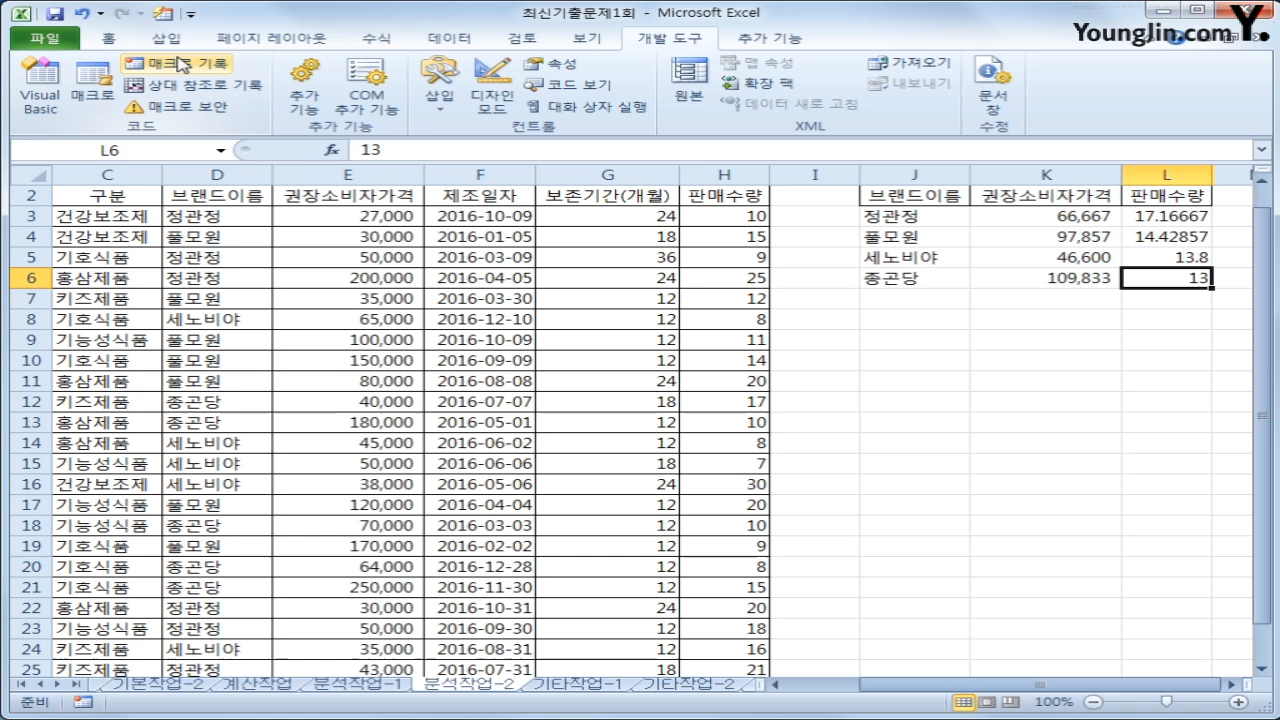 최신기출문제1회 - Microsoft Excel
YoungJin.com Y.
파일 홈 삽입 페이지 레이아웃 수식 데이터 검토 보기 개발 도구 추가 기능
Visual Basic
매크로
매크로 기록
상대 참조로 기록
매크로 보안
코드
추가 기능
COM 추가 기능
추가 기능
삽입
디자인 모드
속성
코드 보기
대화 상자 실행
컨트롤
원본
맵 속성
확장 팩
데이터 새로 고침
가져오기
내보내기
XML
문서 창
수정
L6 fx 13
C D E F G H I J K L
2 구분 브랜드이름 권장소비자가격 제조일자 보존기간(개월) 판매수량 브랜드이름 권장소비자가격 판매수량
3 건강보조제 정관정 27,000 2016-10-09 24 10 정관정 66,667 17.16667
4 건강보조제 풀모원 30,000 2016-01-05 18 15 풀모원 97,857 14.42857
5 기호식품 정관정 50,000 2016-03-09 36 9 세노비야 46,600 13.8
6 홍삼제품 정관정 200,000 2016-04-05 24 25 종곤당 109,833 13
7 키즈제품 풀모원 35,000 2016-03-30 12 12
8 기호식품 세노비야 65,000 2016-12-10 12 8
9 기능성식품 풀모원 100,000 2016-10-09 12 11
10 기호식품 풀모원 150,000 2016-09-09 12 14
11 홍삼제품 풀모원 80,000 2016-08-08 24 20
12 키즈제품 종곤당 40,000 2016-07-07 18 17
13 홍삼제품 종곤당 180,000 2016-05-01 12 10
14 홍삼제품 세노비야 45,000 2016-06-02 12 8
15 기능성식품 세노비야 50,000 2016-06-06 18 7
16 건강보조제 세노비야 38,000 2016-05-06 24 30
17 기능성식품 풀모원 120,000 2016-04-04 12 20
18 기능성식품 종곤당 70,000 2016-03-03 12 10
19 기호식품 풀모원 170,000 2016-02-02 12 9
20 기호식품 종곤당 64,000 2016-12-28 12 8
21 기호식품 종곤당 250,000 2016-11-30 12 15
22 홍삼제품 정관정 30,000 2016-10-31 24 20
23 기능성식품 정관정 50,000 2016-09-30 12 18
24 키즈제품 세노비야 35,000 2016-08-31 12 16
25 키즈제품 정관정 43,000 2016-07-31 18 21
기본작업-2 계산작업 분석작업-1 분석작업-2 기타작업-1 기타작업-2
준비 100%